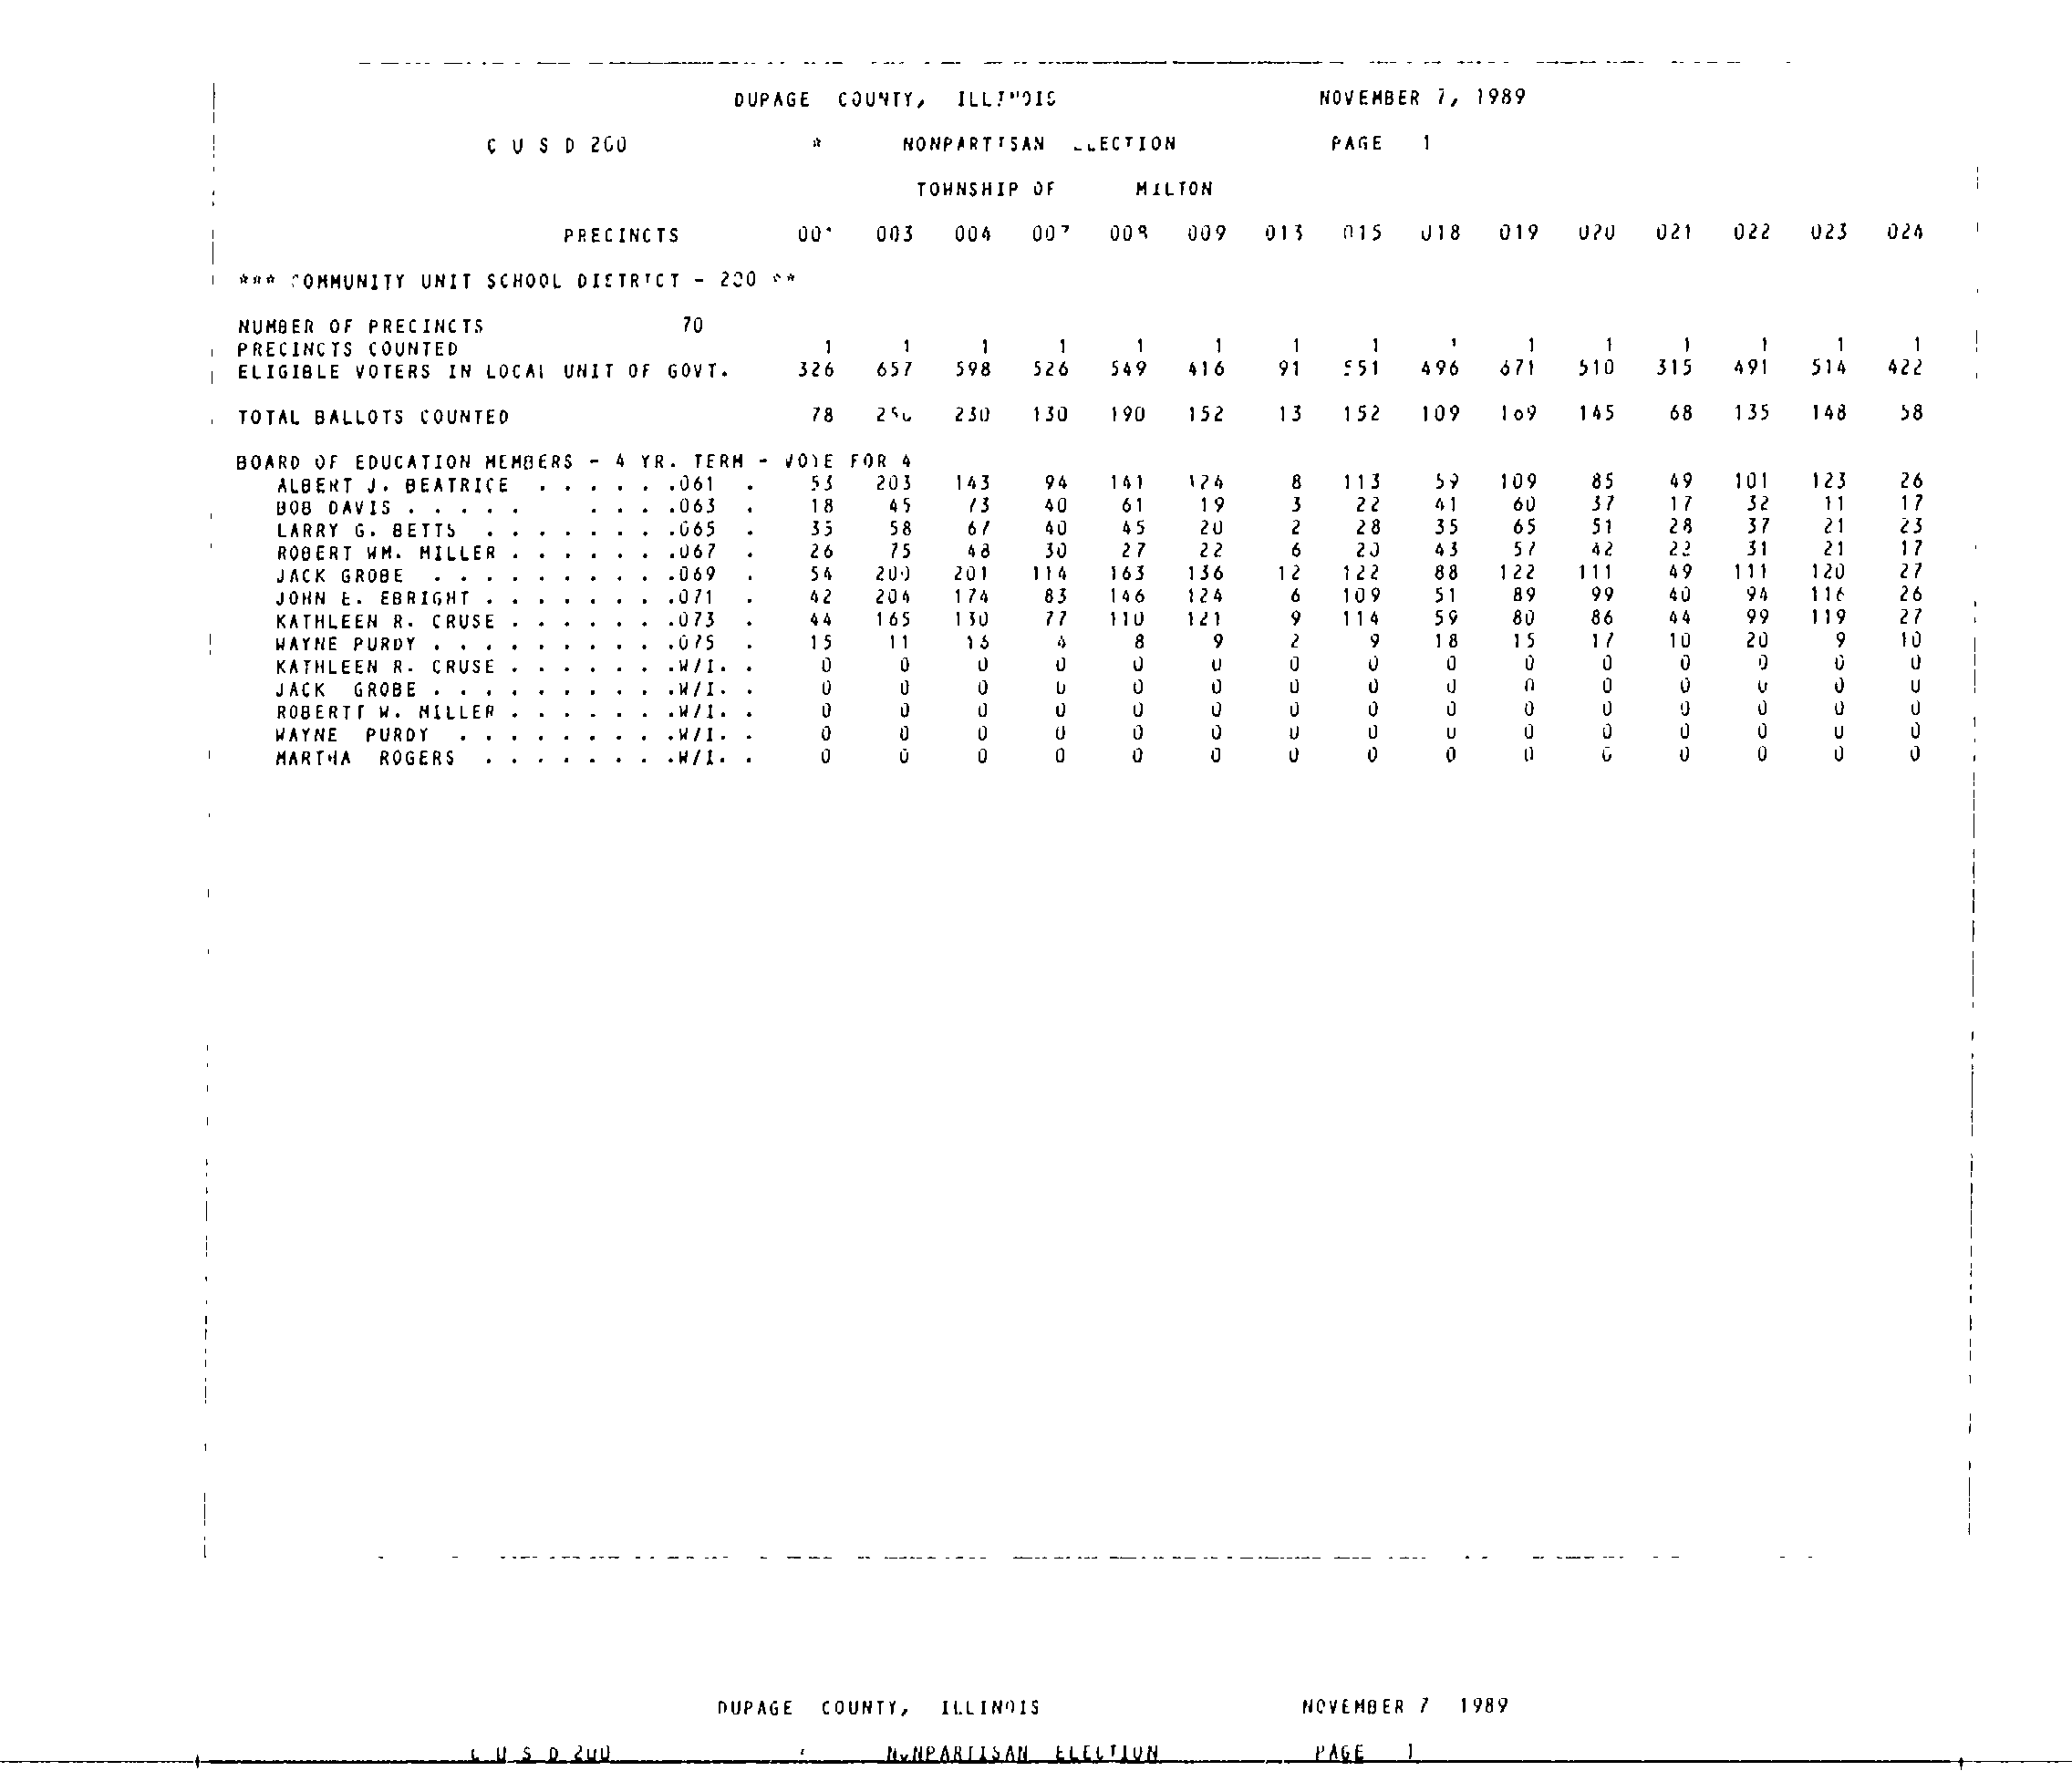 DUPAGE COUNTY, ILLINOIS NOVEMBER 7, 1989
C U S D 200 * NONPARTISAN ELECTION PAGE 1
TOWNSHIP OF MILTON
PRECINCTS 001 003 004 007 008 009 013 015 018 019 020 021 022 023 024
*** COMMUNITY UNIT SCHOOL DISTRICT - 200 **
NUMBER OF PRECINCTS 70
PRECINCTS COUNTED 1 1 1 1 1 1 1 1 1 1 1 1 1 1 1
ELIGIBLE VOTERS IN LOCAL UNIT OF GOVT. 326 657 598 526 549 416 91 551 496 671 510 315 491 514 422
TOTAL BALLOTS COUNTED 78 230 130 190 152 13 152 109 169 145 68 135 148 58
BOARD OF EDUCATION MEMBERS - 4 YR. TERM - VOTE FOR 4
ALBERT J. BEATRICE . . . . . .061 . 53 203 143 94 141 124 8 113 59 109 85 49 101 123 26
BOB DAVIS . . . . . . . . .063 . 18 45 73 40 61 19 3 22 41 60 37 17 32 11 17
LARRY G. BETTS . . . . . . . .065 . 35 58 67 40 45 20 2 28 35 65 51 28 37 21 23
ROBERT WM. MILLER . . . . . . .067 . 26 75 48 30 27 22 6 20 43 57 42 22 31 21 17
JACK GROBE . . . . . . . . . .069 . 54 200 201 114 163 136 12 122 88 122 111 49 111 120 27
JOHN E. EBRIGHT . . . . . . . .071 . 42 204 174 83 146 124 6 109 51 89 99 40 94 116 26
KATHLEEN R. CRUSE . . . . . . .073 . 44 165 130 77 110 121 9 114 59 80 86 44 99 119 27
WAYNE PURDY . . . . . . . . . .075 . 15 11 13 4 8 9 2 9 18 15 17 10 20 9 10
KATHLEEN R. CRUSE . . . . . . .W/I. . 0 0 0 0 0 0 0 0 0 0 0 0 0 0 0
JACK GROBE . . . . . . . . . .W/I. . 0 0 0 0 0 0 0 0 0 0 0 0 0 0 0
ROBERTT W. MILLER . . . . . . .W/I. . 0 0 0 0 0 0 0 0 0 0 0 0 0 0 0
WAYNE PURDY . . . . . . . . .W/I. . 0 0 0 0 0 0 0 0 0 0 0 0 0 0 0
MARTHA ROGERS . . . . . . . .W/I. . 0 0 0 0 0 0 0 0 0 0 0 0 0 0 0
DUPAGE COUNTY, ILLINOIS NOVEMBER 7 1989
C U S D 200 NONPARTISAN ELECTION PAGE 1